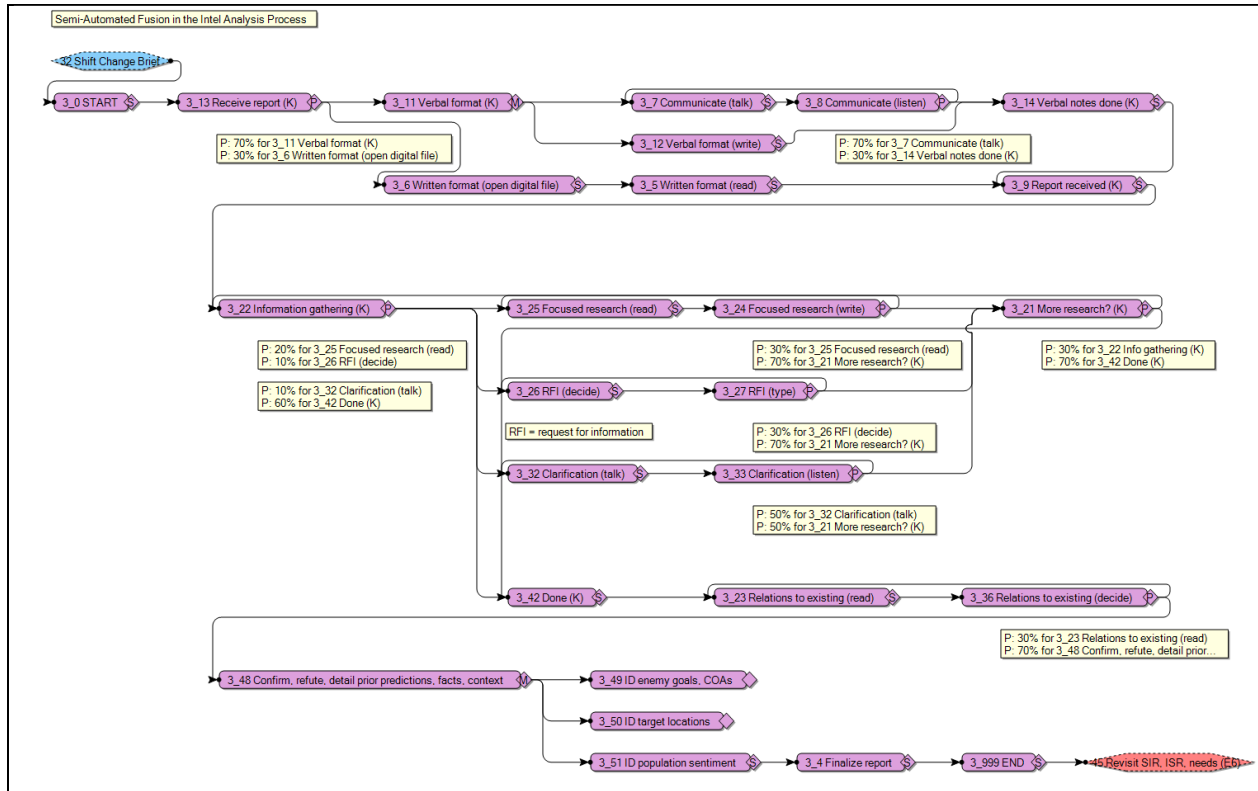 Semi-Automated Fusion in the Intel Analysis Process
32 Shift Change Brief
3_0 START S
3_13 Receive report (K) P
3_11 Verbal format (K) M
3_7 Communicate (talk) S
3_8 Communicate (listen) P
3_14 Verbal notes done (K) S
P: 70% for 3_11 Verbal format (K)
P: 30% for 3_6 Written format (open digital file)
3_12 Verbal format (write) S
P: 70% for 3_7 Communicate (talk)
P: 30% for 3_14 Verbal notes done (K)
3_6 Written format (open digital file) S
3_5 Written format (read) S
3_9 Report received (K) S
3_22 Information gathering (K) P
3_25 Focused research (read) S
3_24 Focused research (write) P
3_21 More research? (K) P
P: 20% for 3_25 Focused research (read)
P: 10% for 3_26 RFI (decide)
P: 30% for 3_25 Focused research (read)
P: 70% for 3_21 More research? (K)
P: 30% for 3_22 Info gathering (K)
P: 70% for 3_42 Done (K)
P: 10% for 3_32 Clarification (talk)
P: 60% for 3_42 Done (K)
3_26 RFI (decide) S
3_27 RFI (type) P
RFI = request for information
P: 30% for 3_26 RFI (decide)
P: 70% for 3_21 More research? (K)
3_32 Clarification (talk) S
3_33 Clarification (listen) P
P: 50% for 3_32 Clarification (talk)
P: 50% for 3_21 More research? (K)
3_42 Done (K) S
3_23 Relations to existing (read) S
3_36 Relations to existing (decide) P
P: 30% for 3_23 Relations to existing (read)
P: 70% for 3_48 Confirm, refute, detail prior...
3_48 Confirm, refute, detail prior predictions, facts, context M
3_49 ID enemy goals, COAs
3_50 ID target locations
3_51 ID population sentiment S
3_4 Finalize report S
3_999 END S
45 Revisit SIR, ISR, needs (E6)